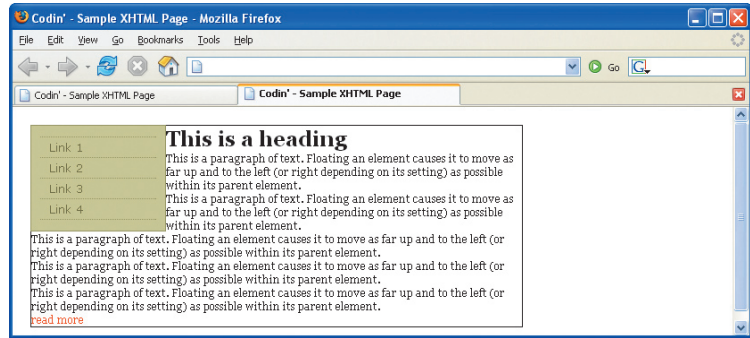 Codin' - Sample XHTML Page - Mozilla Firefox
File Edit View Go Bookmarks Tools Help
Go G
Codin' - Sample XHTML Page Codin' - Sample XHTML Page
Link 1
Link 2
Link 3
Link 4
This is a heading
This is a paragraph of text. Floating an element causes it to move as
far up and to the left (or right depending on its setting) as possible
within its parent element.
This is a paragraph of text. Floating an element causes it to move as
far up and to the left (or right depending on its setting) as possible
within its parent element.
This is a paragraph of text. Floating an element causes it to move as far up and to the left (or
right depending on its setting) as possible within its parent element.
This is a paragraph of text. Floating an element causes it to move as far up and to the left (or
right depending on its setting) as possible within its parent element.
This is a paragraph of text. Floating an element causes it to move as far up and to the left (or
right depending on its setting) as possible within its parent element.
read more